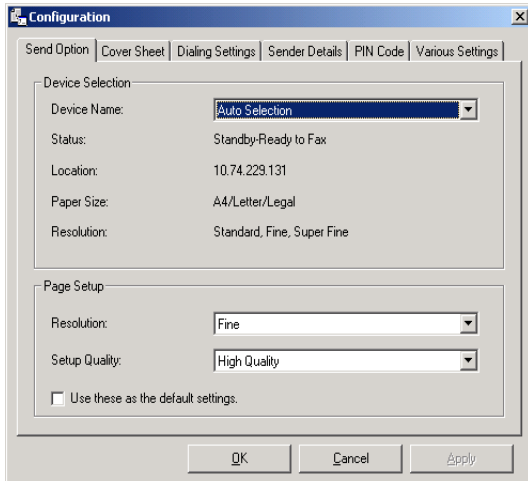 Configuration
Send Option Cover Sheet Dialing Settings Sender Details PIN Code Various Settings
Device Selection
Device Name: Auto Selection
Status: Standby-Ready to Fax
Location: 10.74.229.131
Paper Size: A4/Letter/Legal
Resolution: Standard, Fine, Super Fine
Page Setup
Resolution: Fine
Setup Quality: High Quality
Use these as the default settings.
OK Cancel Apply